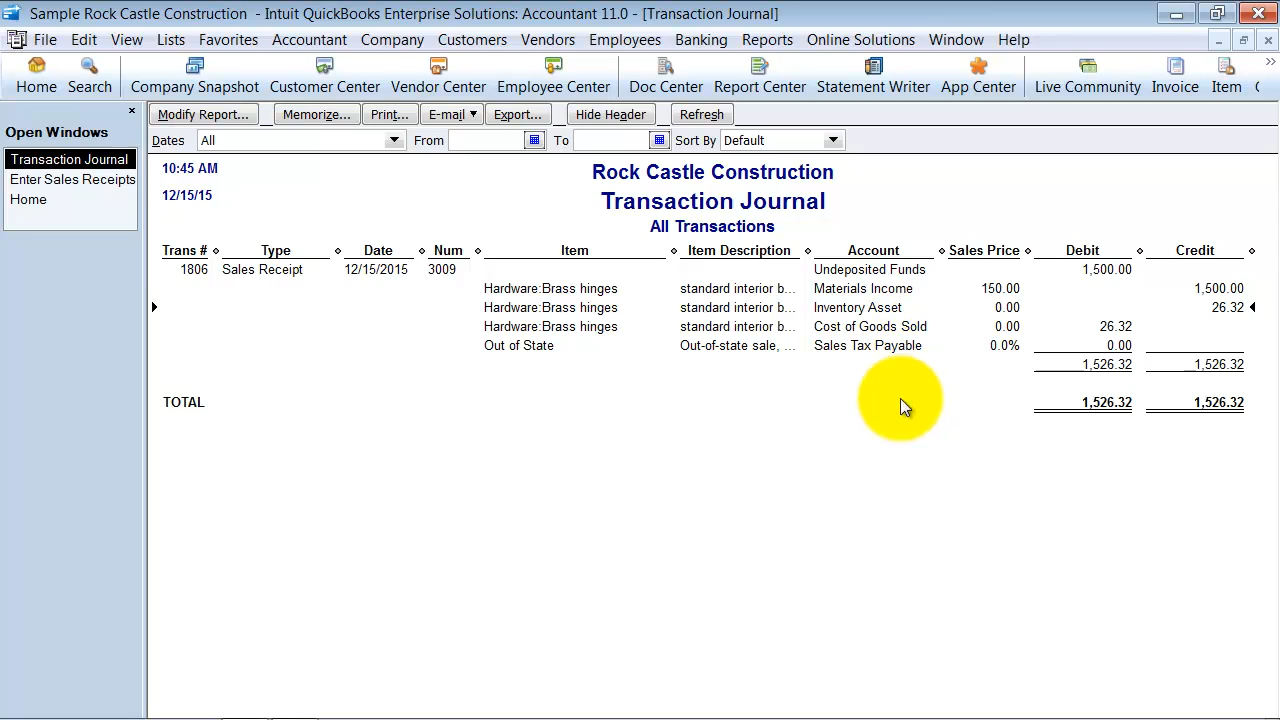 Sample Rock Castle Construction - Intuit QuickBooks Enterprise Solutions: Accountant 11.0 - [Transaction Journal]
File Edit View Lists Favorites Accountant Company Customers Vendors Employees Banking Reports Online Solutions Window Help
Home Search Company Snapshot Customer Center Vendor Center Employee Center Doc Center Report Center Statement Writer App Center Live Community Invoice Item
Open Windows
Transaction Journal
Enter Sales Receipts
Home
Modify Report... Memorize... Print... E-mail Export... Hide Header Refresh
Dates All From To Sort By Default
10:45 AM
12/15/15
Rock Castle Construction
Transaction Journal
All Transactions
Trans # Type Date Num Item Item Description Account Sales Price Debit Credit
1806 Sales Receipt 12/15/2015 3009 Undeposited Funds 1,500.00
Hardware:Brass hinges standard interior b... Materials Income 150.00 1,500.00
Hardware:Brass hinges standard interior b... Inventory Asset 0.00 26.32
Hardware:Brass hinges standard interior b... Cost of Goods Sold 0.00 26.32
Out of State Out-of-state sale, ... Sales Tax Payable 0.0% 0.00
1,526.32 1,526.32
TOTAL 1,526.32 1,526.32